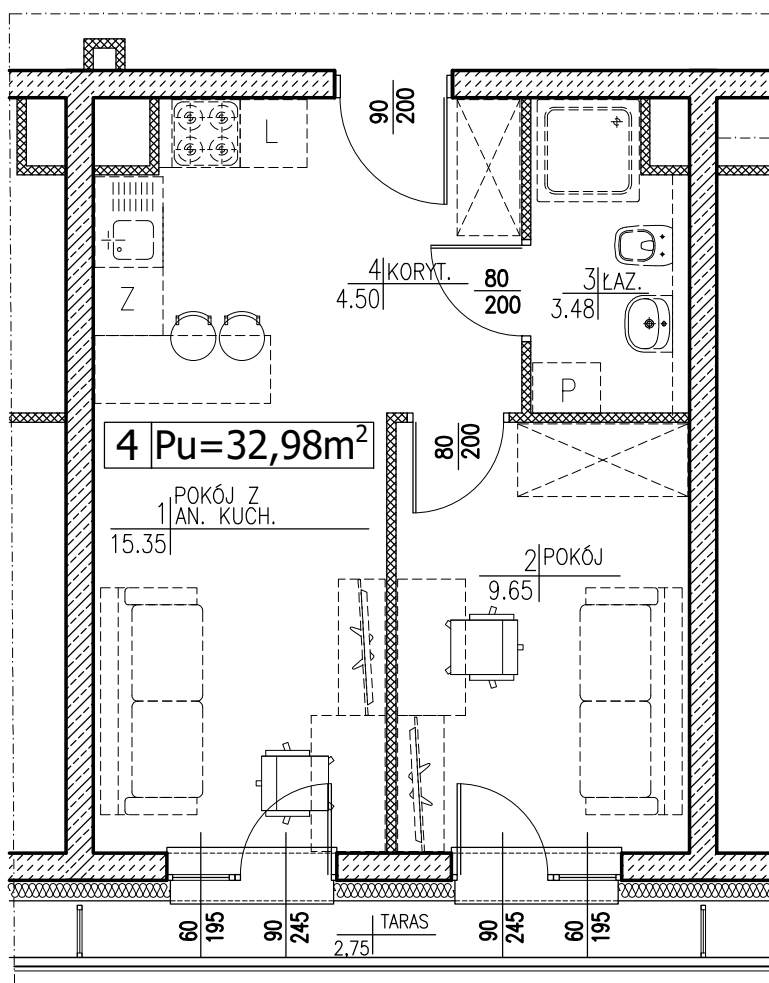 90
200
L
4 KORYT.
4.50
80
200
3 ŁAZ.
3.48
Z
P
4 Pu=32,98m²
80
200
1 POKÓJ Z
AN. KUCH.
15.35
2 POKÓJ
9.65
60
195
90
245
TARAS
2,75
90
245
60
195